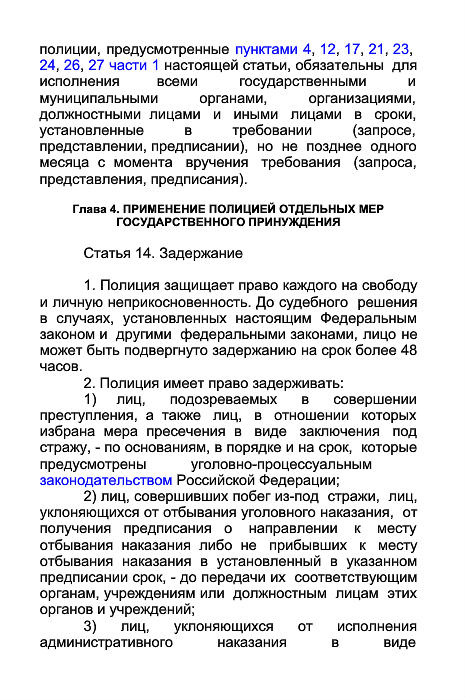 полиции, предусмотренные пунктами 4, 12, 17, 21, 23,
24, 26, 27 части 1 настоящей статьи, обязательны для
исполнения всеми государственными и
муниципальными органами, организациями,
должностными лицами и иными лицами в сроки,
установленные в требовании (запросе,
представлении, предписании), но не позднее одного
месяца с момента вручения требования (запроса,
представления, предписания).
Глава 4. ПРИМЕНЕНИЕ ПОЛИЦИЕЙ ОТДЕЛЬНЫХ МЕР
ГОСУДАРСТВЕННОГО ПРИНУЖДЕНИЯ
Статья 14. Задержание
1. Полиция защищает право каждого на свободу
и личную неприкосновенность. До судебного решения
в случаях, установленных настоящим Федеральным
законом и другими федеральными законами, лицо не
может быть подвергнуто задержанию на срок более 48
часов.
2. Полиция имеет право задерживать:
1) лиц, подозреваемых в совершении
преступления, а также лиц, в отношении которых
избрана мера пресечения в виде заключения под
стражу, - по основаниям, в порядке и на срок, которые
предусмотрены уголовно-процессуальным
законодательством Российской Федерации;
2) лиц, совершивших побег из-под стражи, лиц,
уклоняющихся от отбывания уголовного наказания, от
получения предписания о направлении к месту
отбывания наказания либо не прибывших к месту
отбывания наказания в установленный в указанном
предписании срок, - до передачи их соответствующим
органам, учреждениям или должностным лицам этих
органов и учреждений;
3) лиц, уклоняющихся от исполнения
административного наказания в виде